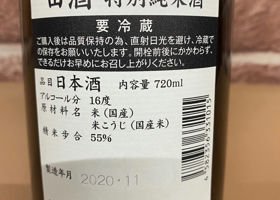 特別純米酒
要冷蔵
ご購入後は品質保持の為、直射日光を避け、冷蔵で
の保存をお願いいたします。開栓前後にかかわらず、
できるだけお早めにお召し上がりください。
品目 日本酒 内容量 720ml
アルコール分 16度
原材料名 米(国産)
米こうじ(国産米)
精米歩合 55%
製造年月 2020.11